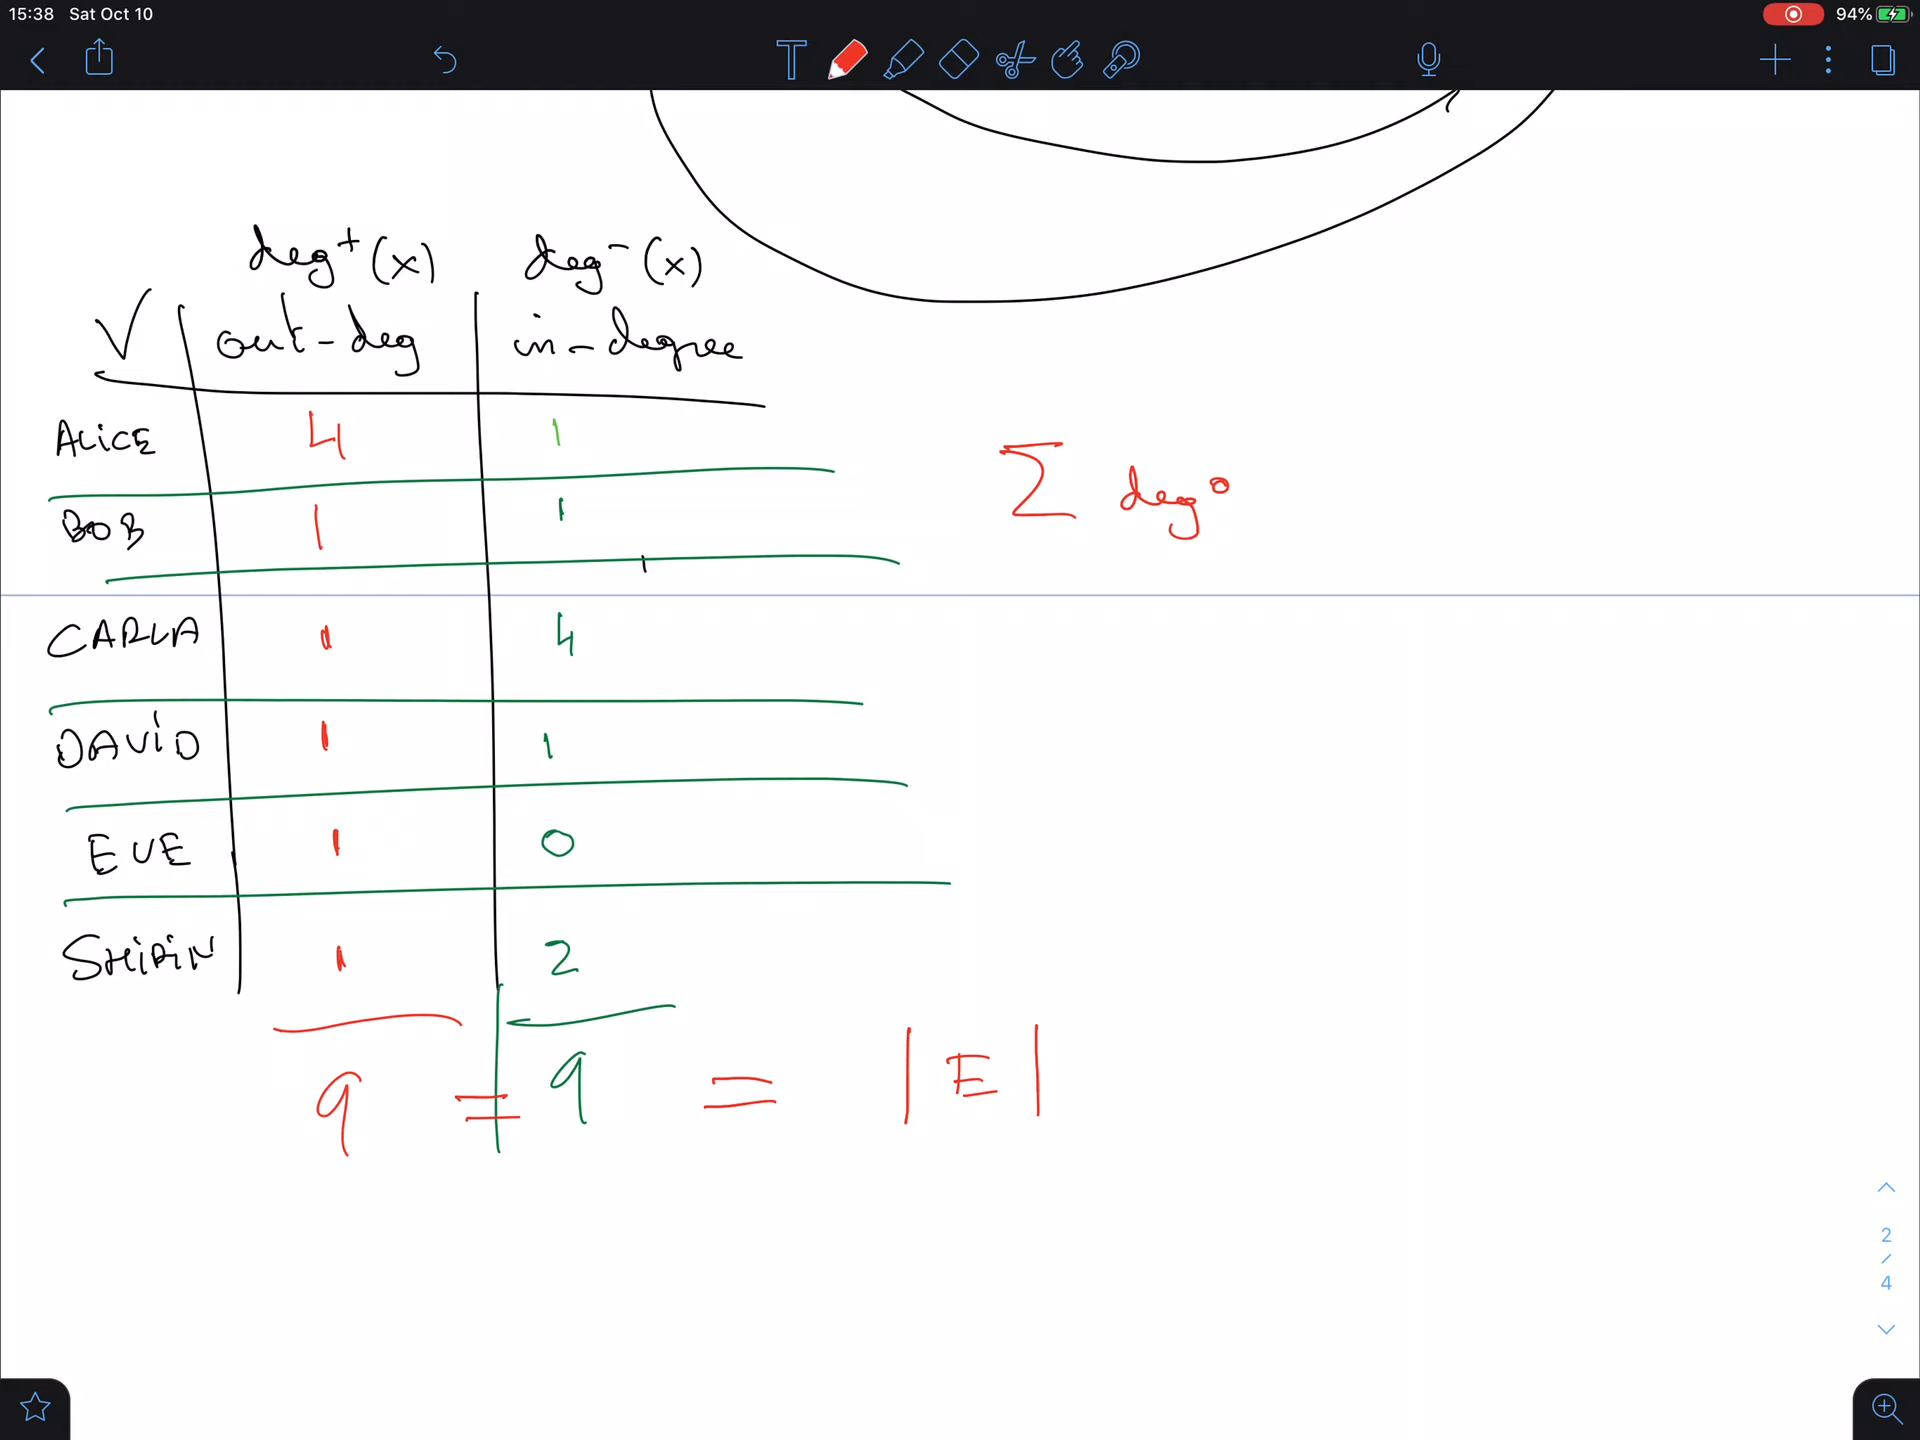 15:38 Sat Oct 10 94%
T
deg⁺(x) deg⁻(x)
V out-deg in-degree
ALICE 4 1
BOB 1 1
∑ deg°
CARLA 1 4
DAVID 1 1
EVE 1 0
SHIRIN 1 2
9 = 9 = |E|
2
/
4